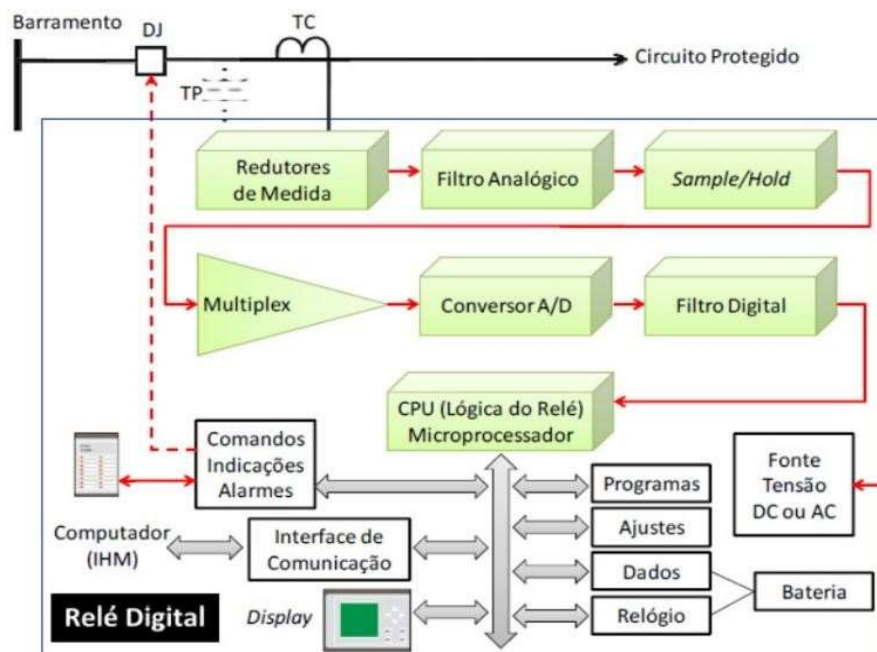 Barramento
DJ
TC
TP
Circuito Protegido
Redutores
de Medida
Filtro Analógico
Sample/Hold
Multiplex
Conversor A/D
Filtro Digital
CPU (Lógica do Relé)
Microprocessador
Comandos
Indicações
Alarmes
Programas
Fonte
Tensão
DC ou AC
Computador
(IHM)
Interface de
Comunicação
Ajustes
Dados
Bateria
Relé Digital
Display
Relógio